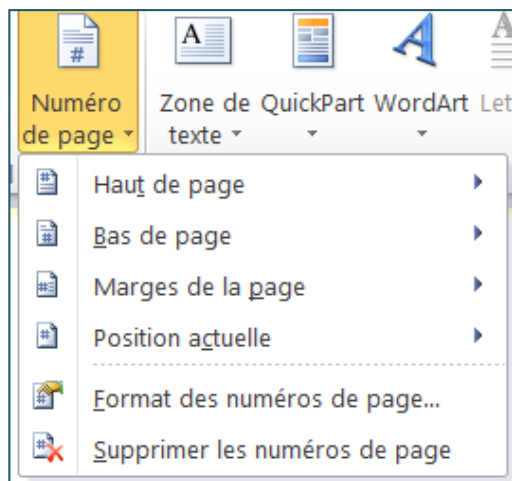 Numéro Zone de QuickPart WordArt Let
de page texte
Haut de page
Bas de page
Marges de la page
Position actuelle
Format des numéros de page...
Supprimer les numéros de page